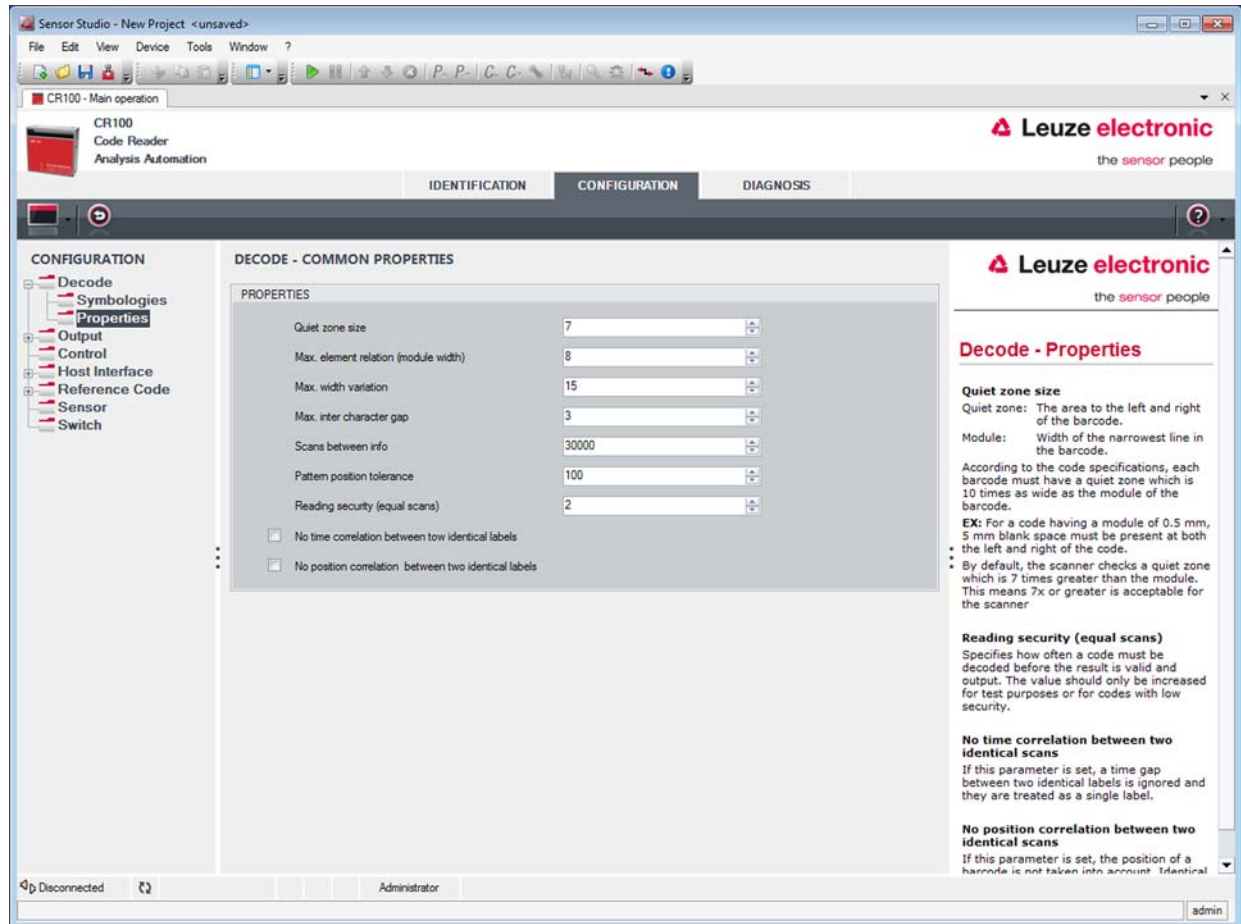 Sensor Studio - New Project <unsaved>
File Edit View Device Tools Window ?
CR100 - Main operation
CR100
Code Reader
Analysis Automation
Leuze electronic
the sensor people
IDENTIFICATION CONFIGURATION DIAGNOSIS
CONFIGURATION
Decode
Symbologies
Properties
Output
Control
Host Interface
Reference Code
Sensor
Switch
DECODE - COMMON PROPERTIES
PROPERTIES
Quiet zone size 7
Max. element relation (module width) 8
Max. width variation 15
Max. inter character gap 3
Scans between info 30000
Pattern position tolerance 100
Reading security (equal scans) 2
No time correlation between tow identical labels
No position correlation between two identical labels
Leuze electronic
the sensor people
Decode - Properties
Quiet zone size
Quiet zone: The area to the left and right
of the barcode.
Module: Width of the narrowest line in
the barcode.
According to the code specifications, each
barcode must have a quiet zone which is
10 times as wide as the module of the
barcode.
EX: For a code having a module of 0.5 mm,
5 mm blank space must be present at both
the left and right of the code.
By default, the scanner checks a quiet zone
which is 7 times greater than the module.
This means 7x or greater is acceptable for
the scanner
Reading security (equal scans)
Specifies how often a code must be
decoded before the result is valid and
output. The value should only be increased
for test purposes or for codes with low
security.
No time correlation between two
identical scans
If this parameter is set, a time gap
between two identical labels is ignored and
they are treated as a single label.
No position correlation between two
identical scans
If this parameter is set, the position of a
barcode is not taken into account. Identical
Disconnected Administrator
admin